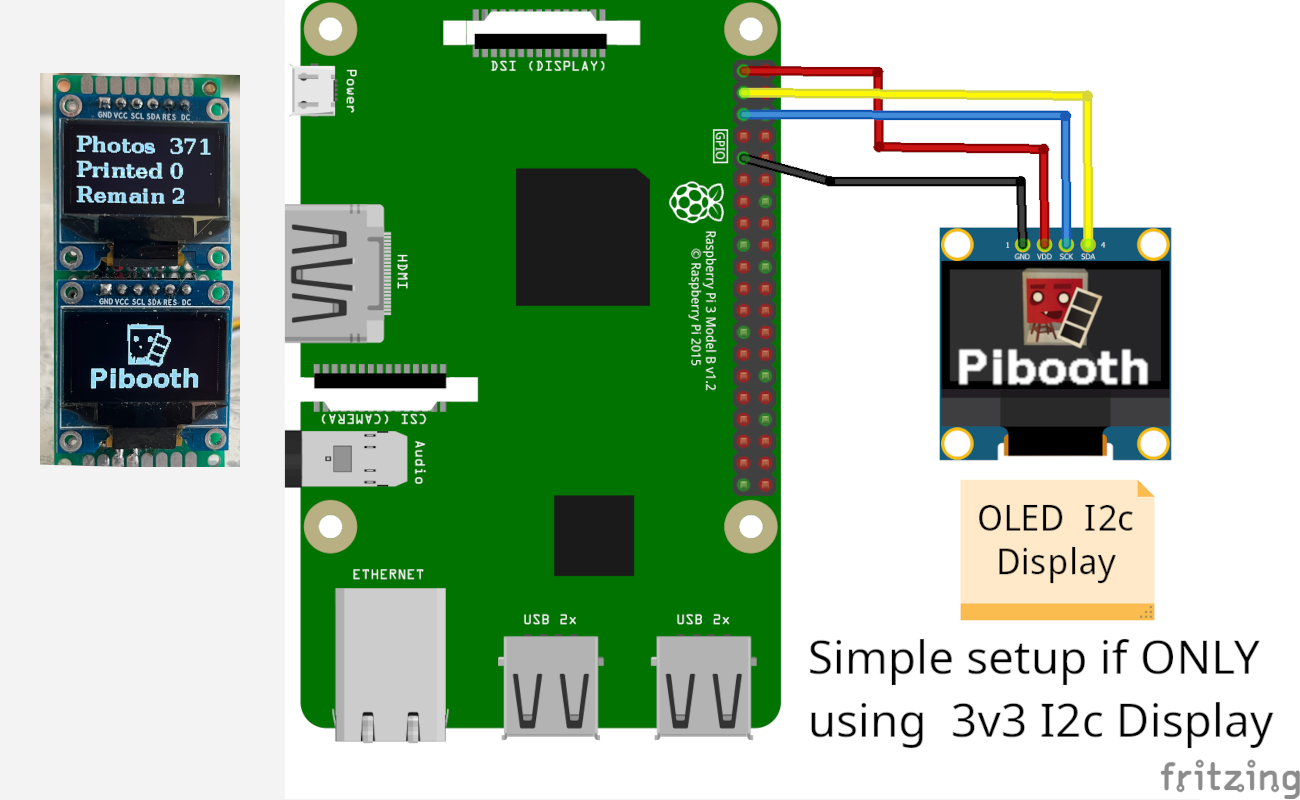 GND VCC SCL SDA RES DC
Photos 371
Printed 0
Remain 2
GND VCC SCL SDA RES DC
Pibooth
DSI (DISPLAY)
Power
GPIO
HDMI
Raspberry Pi 3 Model B v1.2
© Raspberry Pi 2015
CSI (CAMERA)
Audio
ETHERNET
USB 2x
USB 2x
1 4
GND VDD SCK SDA
Pibooth
OLED I2c
Display
Simple setup if ONLY
using 3v3 I2c Display
fritzing